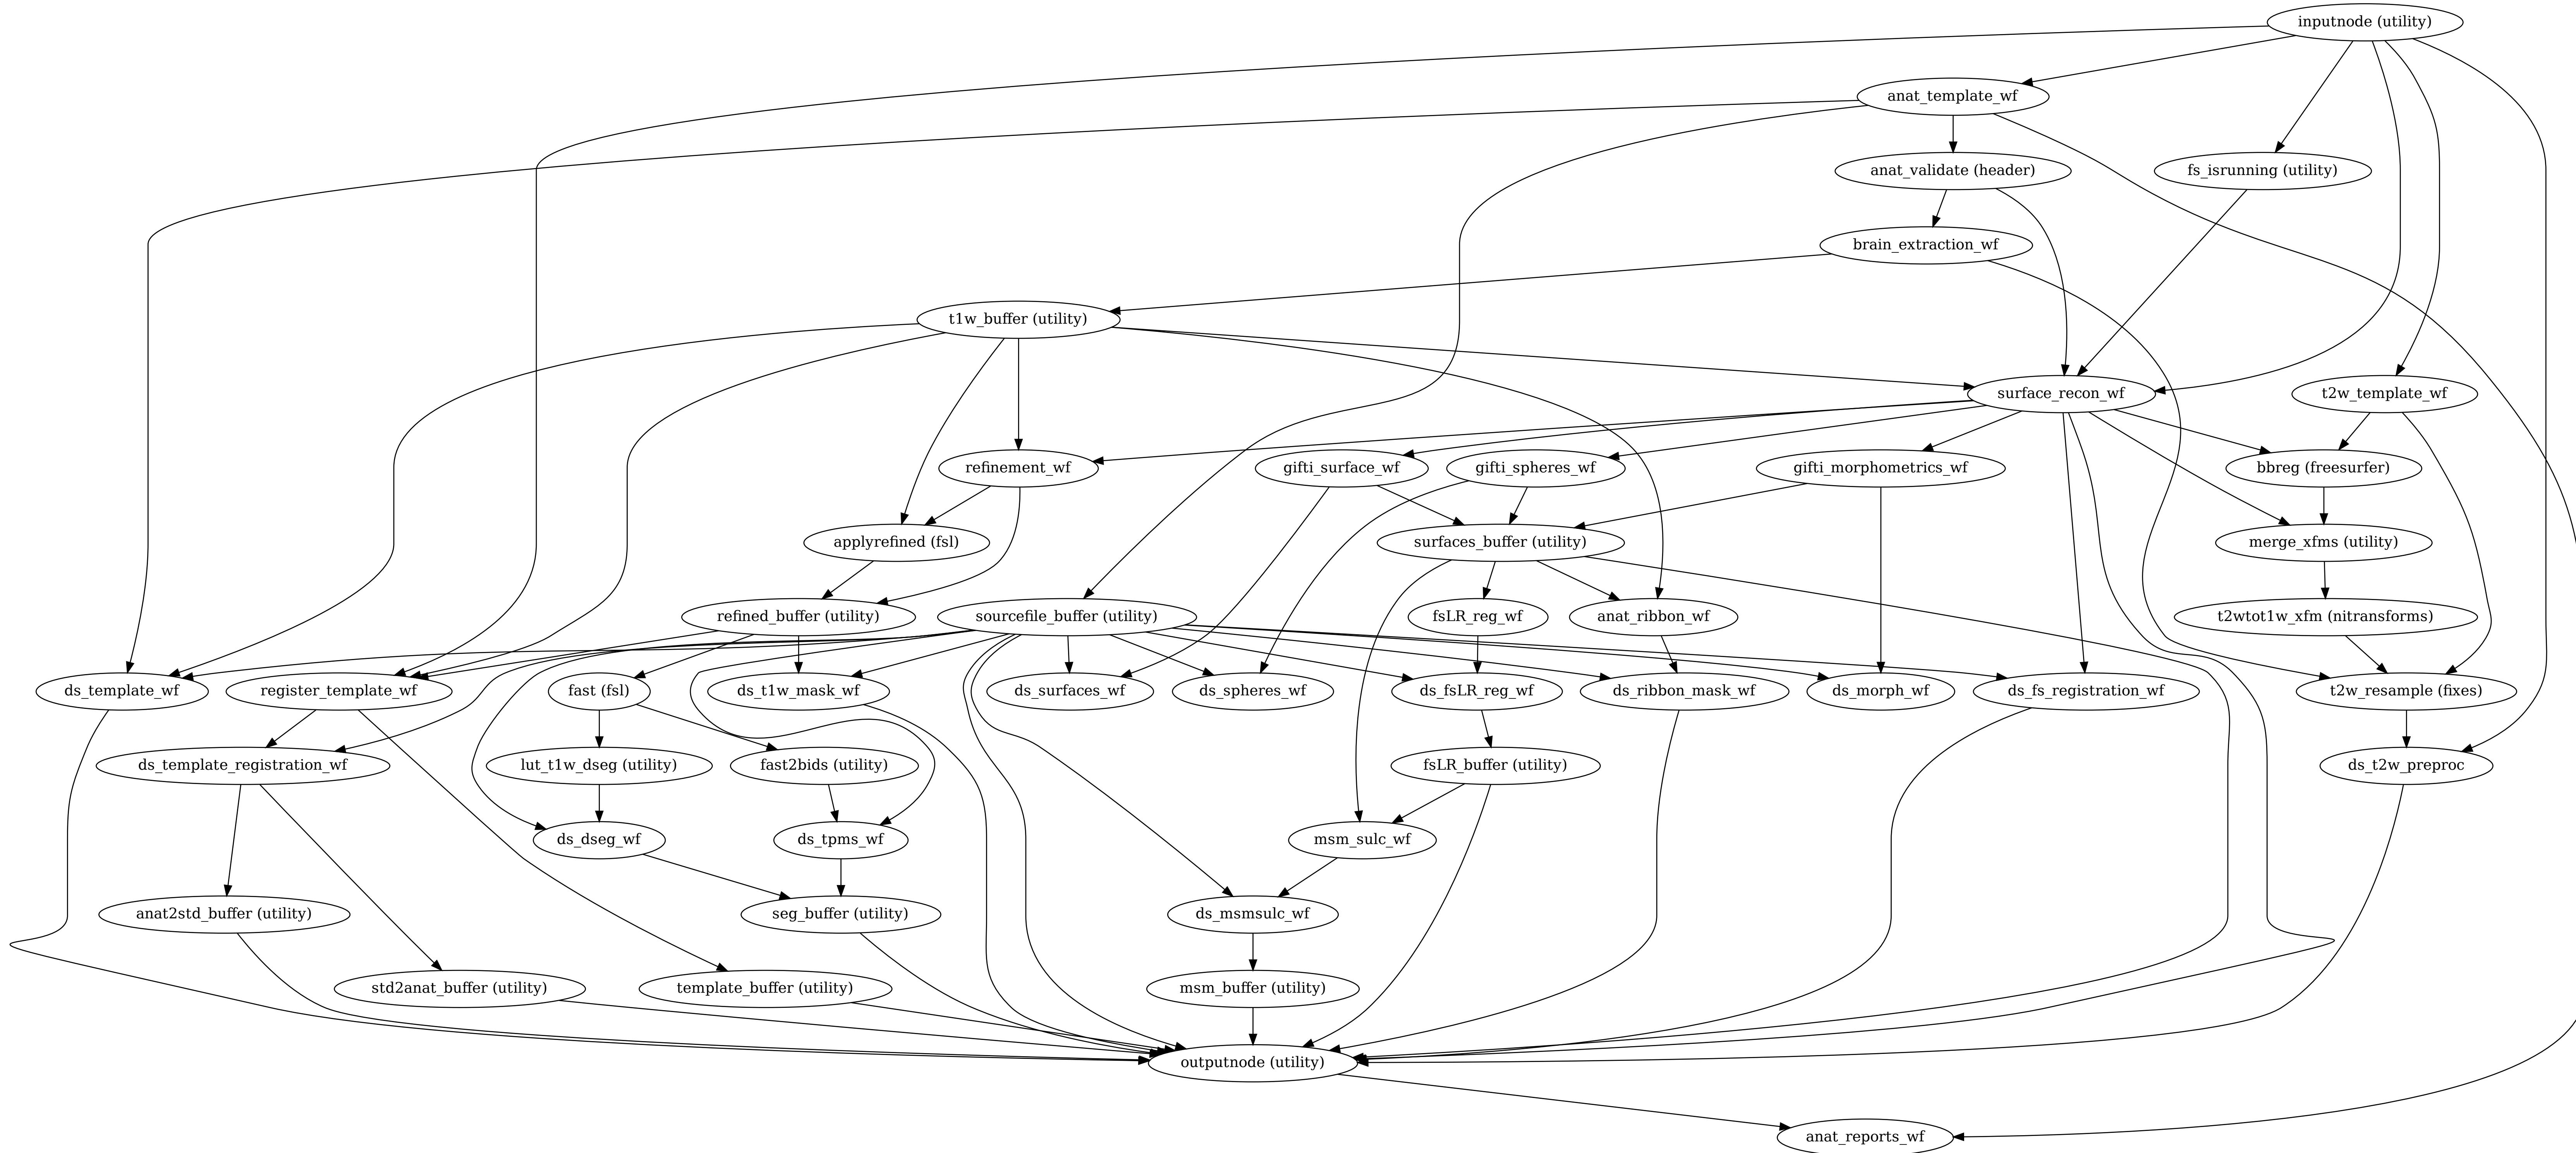 inputnode (utility)
anat_template_wf
anat_validate (header)
fs_isrunning (utility)
brain_extraction_wf
t1w_buffer (utility)
surface_recon_wf
t2w_template_wf
refinement_wf
gifti_surface_wf
gifti_spheres_wf
gifti_morphometrics_wf
bbreg (freesurfer)
applyrefined (fsl)
surfaces_buffer (utility)
merge_xfms (utility)
refined_buffer (utility)
sourcefile_buffer (utility)
fsLR_reg_wf
anat_ribbon_wf
t2wtot1w_xfm (nitransforms)
ds_template_wf
register_template_wf
fast (fsl)
ds_t1w_mask_wf
ds_surfaces_wf
ds_spheres_wf
ds_fsLR_reg_wf
ds_ribbon_mask_wf
ds_morph_wf
ds_fs_registration_wf
t2w_resample (fixes)
ds_template_registration_wf
lut_t1w_dseg (utility)
fast2bids (utility)
fsLR_buffer (utility)
ds_t2w_preproc
ds_dseg_wf
ds_tpms_wf
msm_sulc_wf
anat2std_buffer (utility)
seg_buffer (utility)
ds_msmsulc_wf
std2anat_buffer (utility)
template_buffer (utility)
msm_buffer (utility)
outputnode (utility)
anat_reports_wf